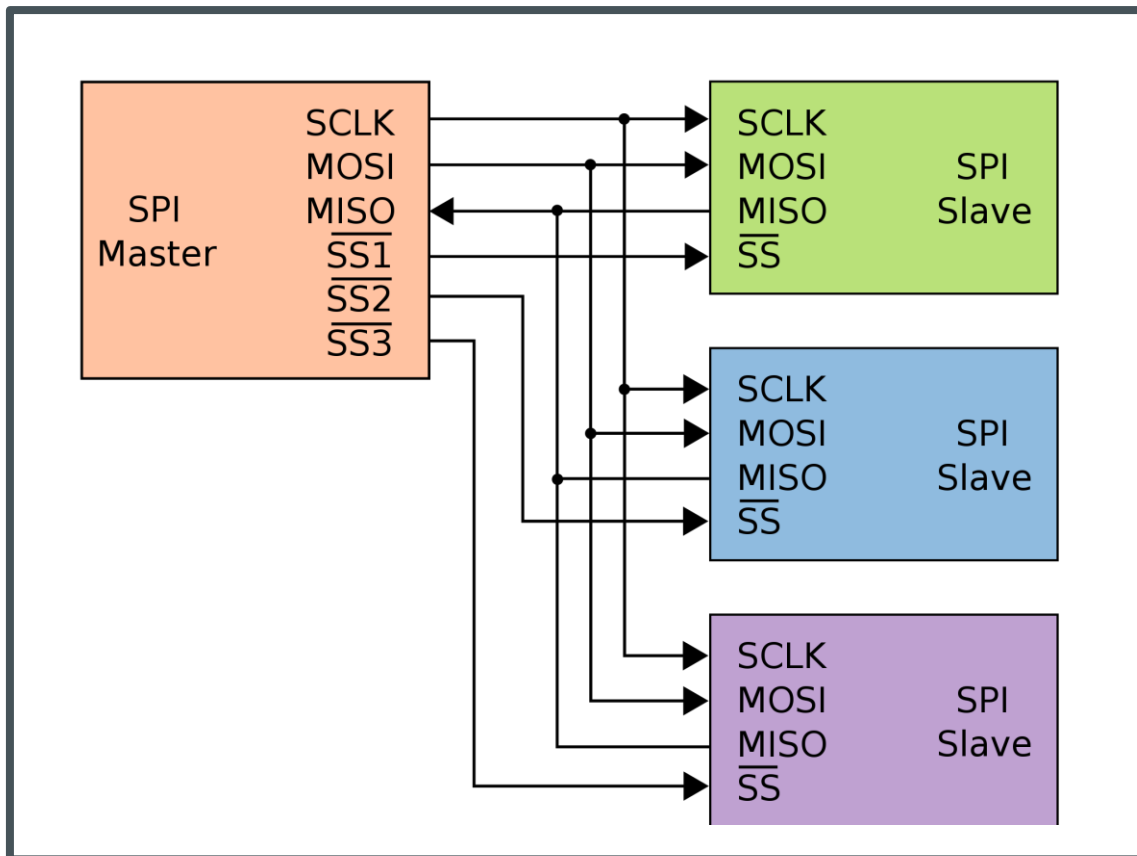 SPI
Master
SCLK
MOSI
MISO
SS1
SS2
SS3
SCLK
MOSI
MISO
SS
SPI
Slave
SCLK
MOSI
MISO
SS
SPI
Slave
SCLK
MOSI
MISO
SS
SPI
Slave